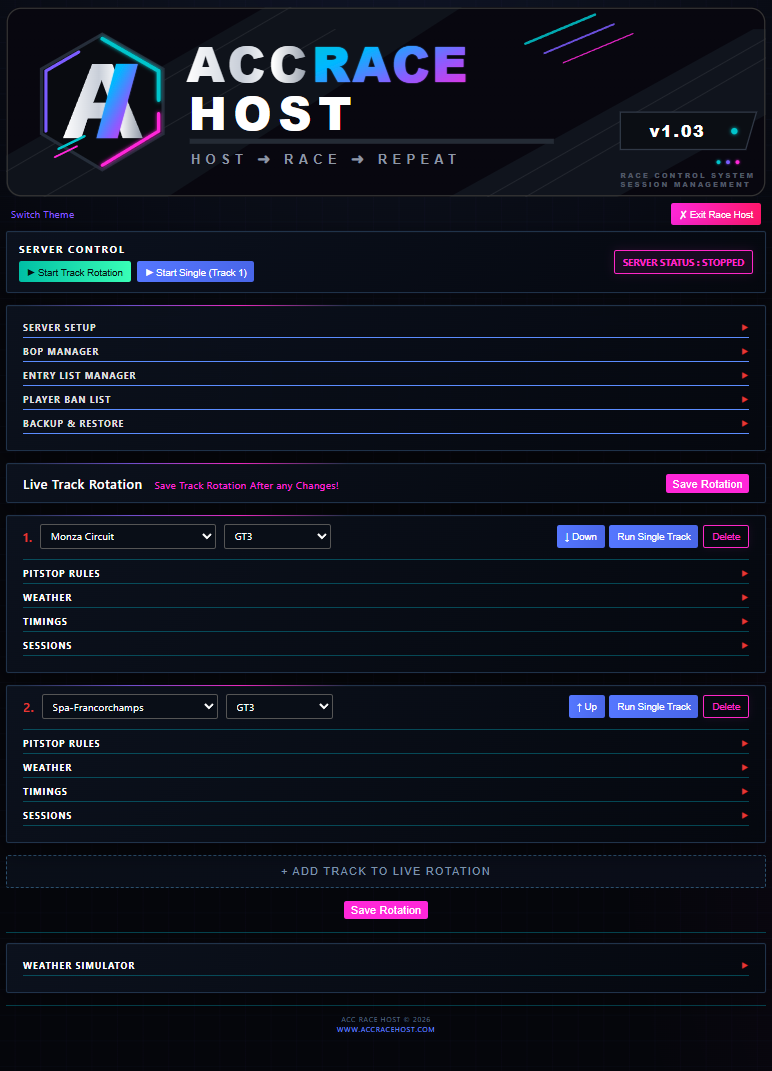 ACCRACE
HOST
HOST ➜ RACE ➜ REPEAT
v1.03
RACE CONTROL SYSTEM
SESSION MANAGEMENT
Switch Theme
✗ Exit Race Host
SERVER CONTROL
▶ Start Track Rotation
▶ Start Single (Track 1)
SERVER STATUS : STOPPED
SERVER SETUP ▶
BOP MANAGER ▶
ENTRY LIST MANAGER ▶
PLAYER BAN LIST ▶
BACKUP & RESTORE ▶
Live Track Rotation Save Track Rotation After any Changes! Save Rotation
1. Monza Circuit GT3 ↓ Down Run Single Track Delete
PITSTOP RULES ▶
WEATHER ▶
TIMINGS ▶
SESSIONS ▶
2. Spa-Francorchamps GT3 ↑ Up Run Single Track Delete
PITSTOP RULES ▶
WEATHER ▶
TIMINGS ▶
SESSIONS ▶
+ ADD TRACK TO LIVE ROTATION
Save Rotation
WEATHER SIMULATOR ▶
ACC RACE HOST © 2026
WWW.ACCRACEHOST.COM